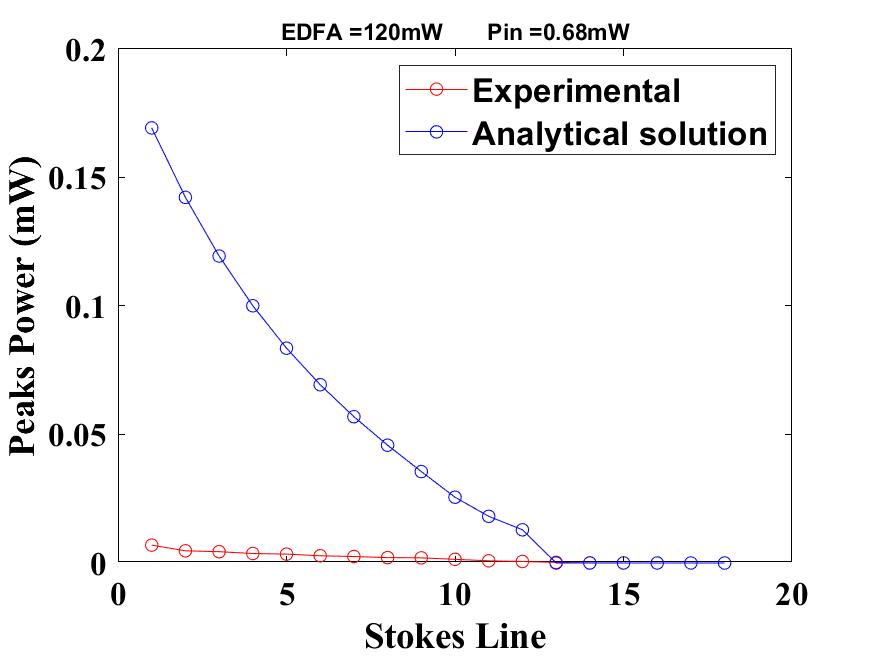 EDFA =120mW Pin =0.68mW
0.2
Experimental
Analytical solution
0.15
0.1
0.05
0
Peaks Power (mW)
0 5 10 15 20
Stokes Line